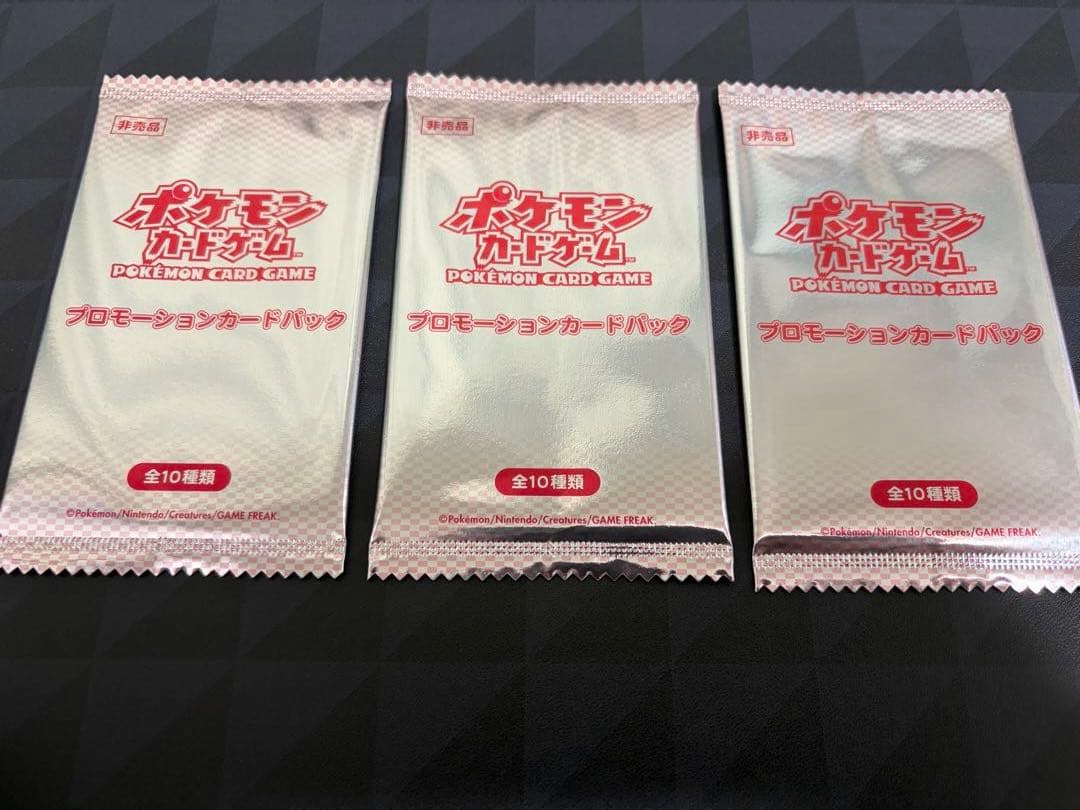 非売品
ポケモン
カードゲーム™
POKÉMON CARD GAME
プロモーションカードパック
全10種類
©Pokémon/Nintendo/Creatures/GAME FREAK.
非売品
ポケモン
カードゲーム™
POKÉMON CARD GAME
プロモーションカードパック
全10種類
©Pokémon/Nintendo/Creatures/GAME FREAK.
非売品
ポケモン
カードゲーム™
POKÉMON CARD GAME
プロモーションカードパック
全10種類
©Pokémon/Nintendo/Creatures/GAME FREAK.